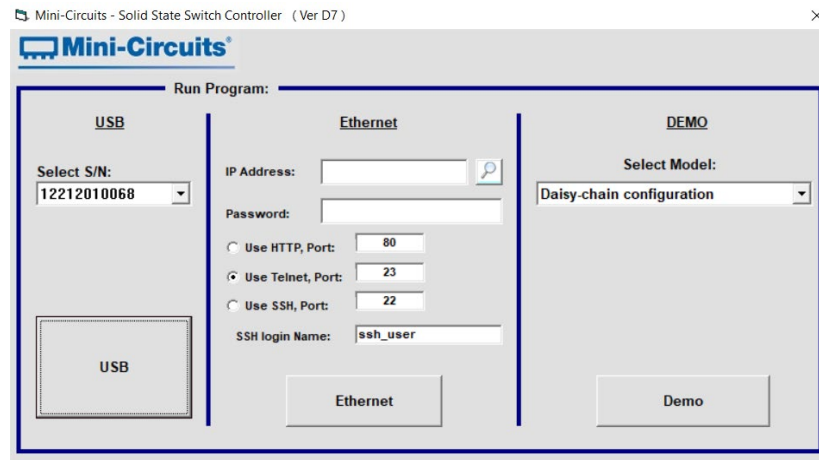 Mini-Circuits - Solid State Switch Controller ( Ver D7 )
Mini-Circuits®
Run Program:
USB
Select S/N:
12212010068
USB
Ethernet
IP Address:
Password:
Use HTTP, Port: 80
Use Telnet, Port: 23
Use SSH, Port: 22
SSH login Name: ssh_user
Ethernet
DEMO
Select Model:
Daisy-chain configuration
Demo